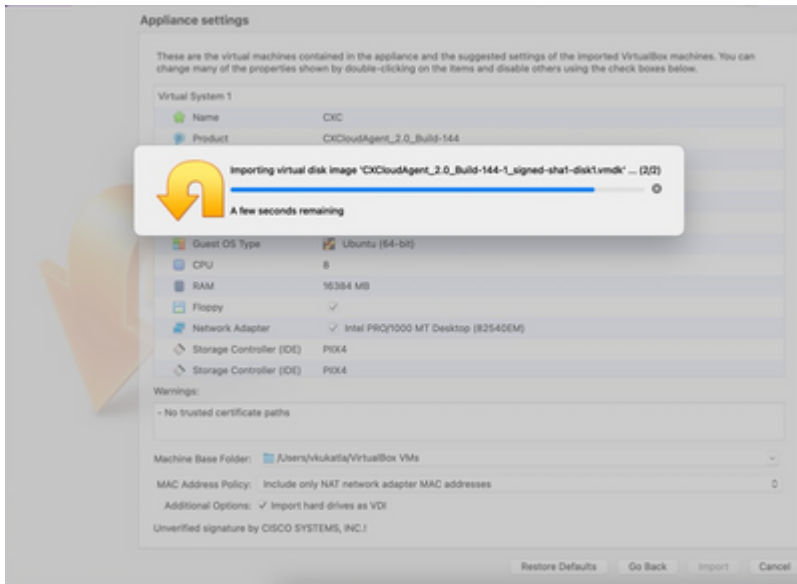 Appliance settings
These are the virtual machines contained in the appliance and the suggested settings of the imported VirtualBox machines. You can
change many of the properties shown by double-clicking on the items and disable others using the check boxes below.
Virtual System 1
Name CXC
Product CXCloudAgent_2.0_Build-144
Importing virtual disk image 'CXCloudAgent_2.0_Build-144-1_signed-sha1-disk1.vmdk' ... (2/2)
A few seconds remaining
Guest OS Type Ubuntu (64-bit)
CPU 8
RAM 16384 MB
Floppy
Network Adapter Intel PRO/1000 MT Desktop (82540EM)
Storage Controller (IDE) PIIX4
Storage Controller (IDE) PIIX4
Warnings:
- No trusted certificate paths
Machine Base Folder: /Users/vkukatla/VirtualBox VMs
MAC Address Policy: Include only NAT network adapter MAC addresses
Additional Options: Import hard drives as VDI
Unverified signature by CISCO SYSTEMS, INC.!
Restore Defaults Go Back Import Cancel